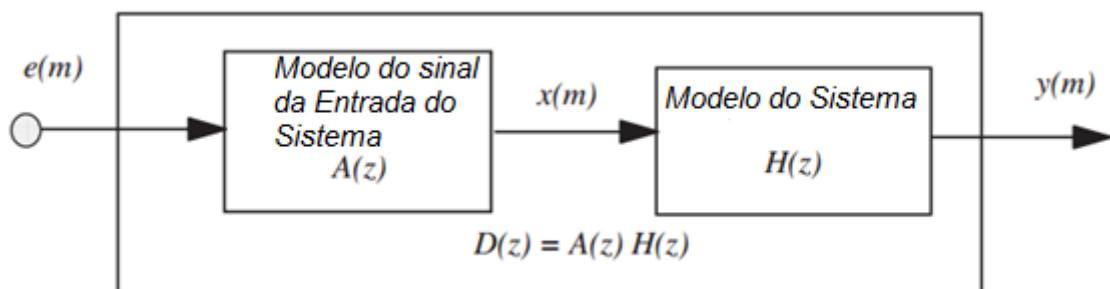 e(m)
Modelo do sinal
da Entrada do
Sistema
A(z)
x(m)
Modelo do Sistema
H(z)
y(m)
D(z) = A(z) H(z)